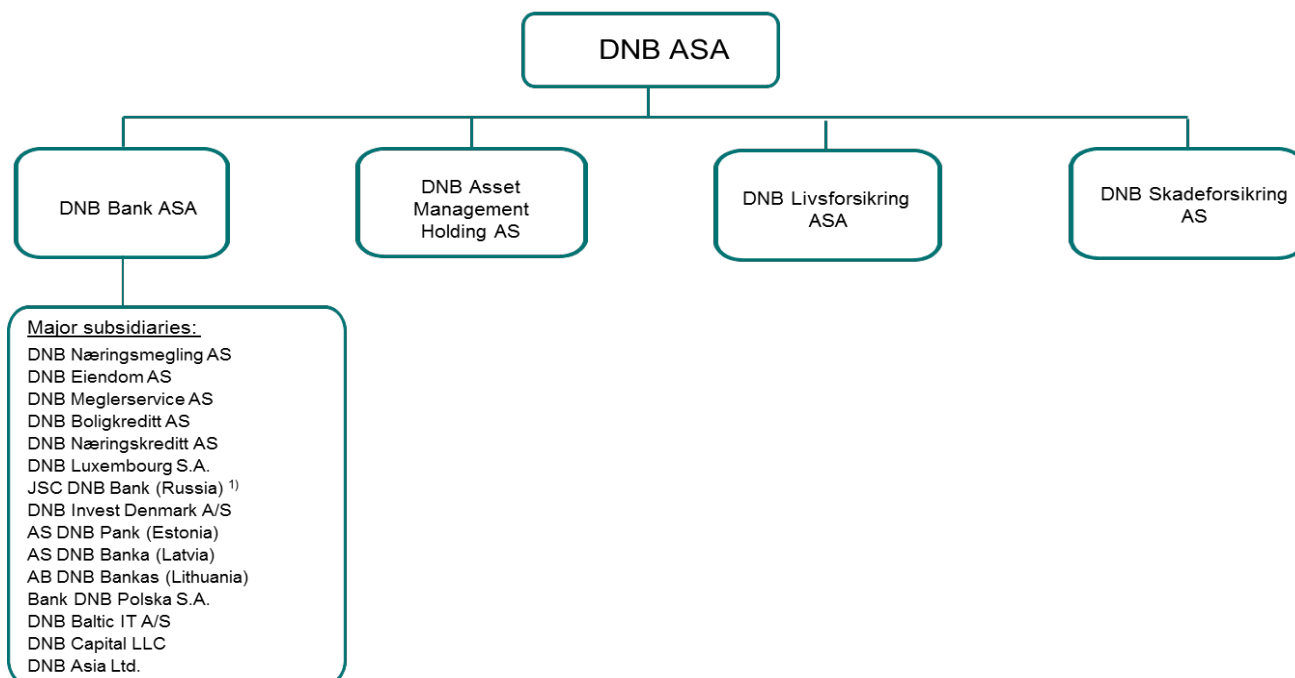 DNB ASA
DNB Bank ASA
DNB Asset
Management
Holding AS
DNB Livsforsikring
ASA
DNB Skadeforsikring
AS
Major subsidiaries:
DNB Næringsmegling AS
DNB Eiendom AS
DNB Meglerservice AS
DNB Boligkreditt AS
DNB Næringskreditt AS
DNB Luxembourg S.A.
JSC DNB Bank (Russia) 1)
DNB Invest Denmark A/S
AS DNB Pank (Estonia)
AS DNB Banka (Latvia)
AB DNB Bankas (Lithuania)
Bank DNB Polska S.A.
DNB Baltic IT A/S
DNB Capital LLC
DNB Asia Ltd.